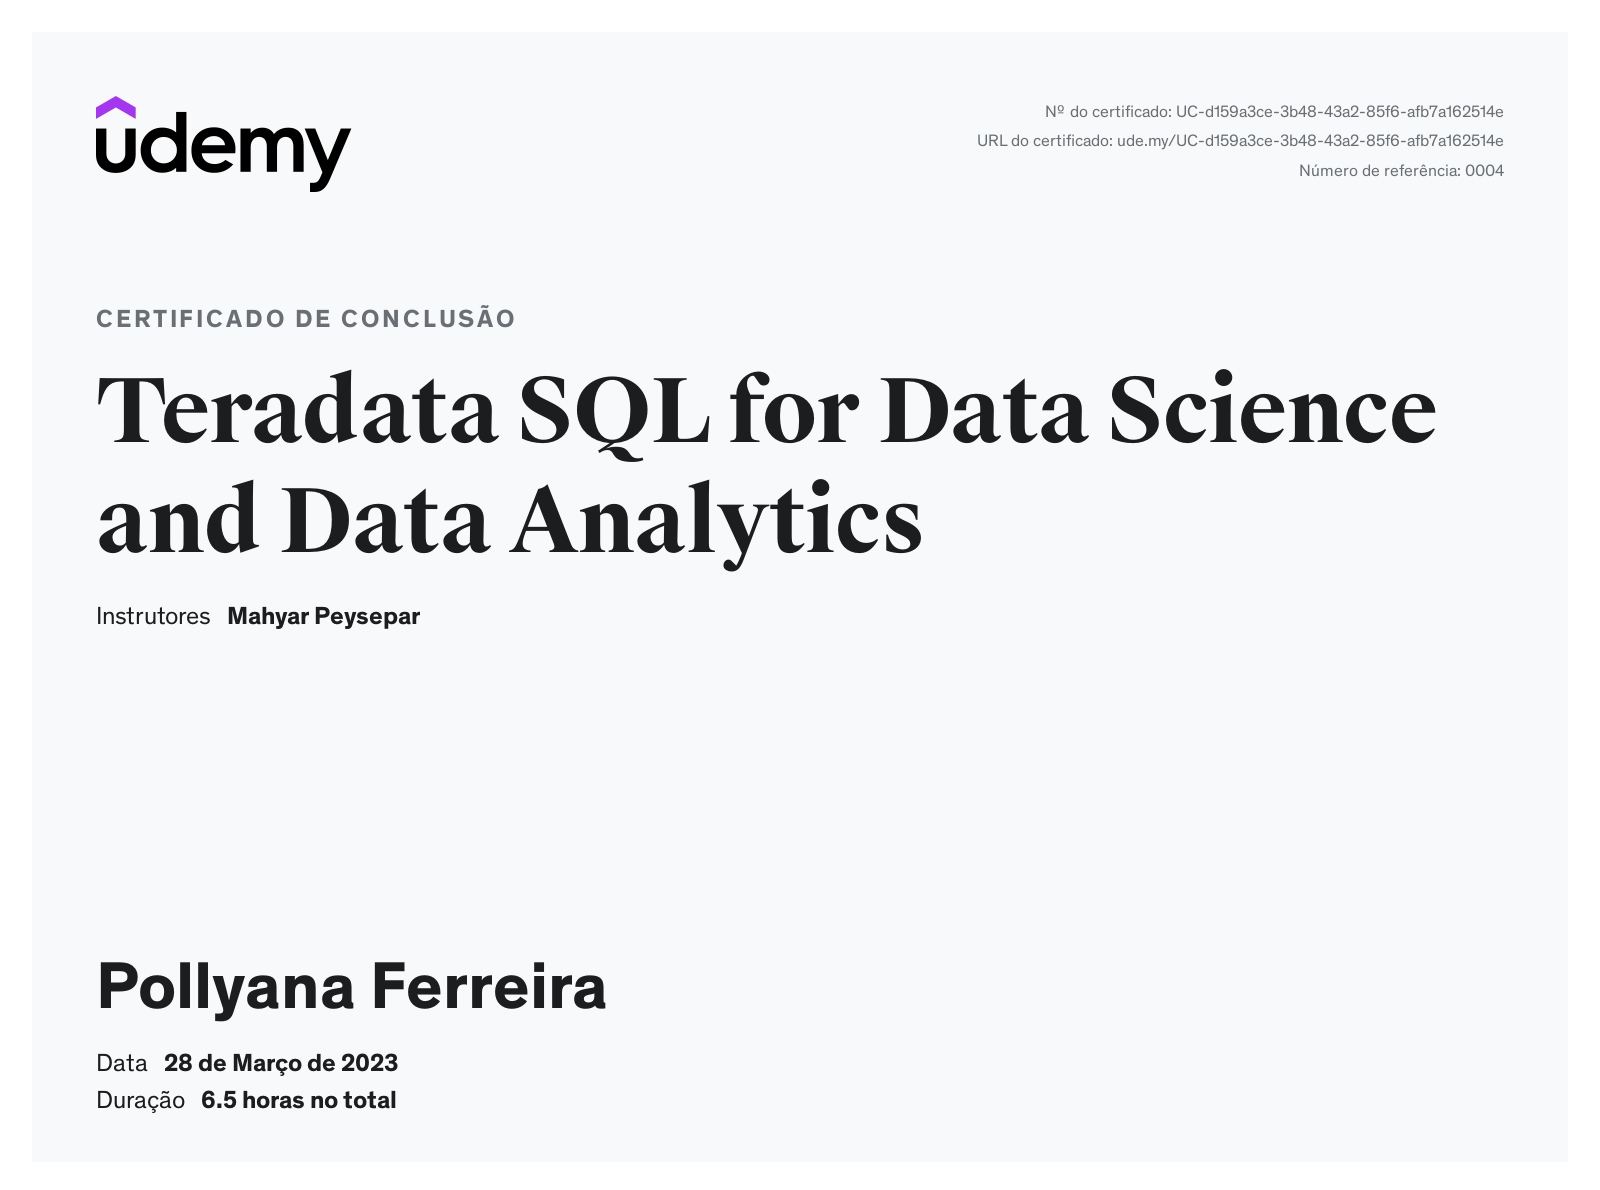 udemy
Nº do certificado: UC-d159a3ce-3b48-43a2-85f6-afb7a162514e
URL do certificado: ude.my/UC-d159a3ce-3b48-43a2-85f6-afb7a162514e
Número de referência: 0004
CERTIFICADO DE CONCLUSÃO
Teradata SQL for Data Science
and Data Analytics
Instrutores Mahyar Peysepar
Pollyana Ferreira
Data 28 de Março de 2023
Duração 6.5 horas no total